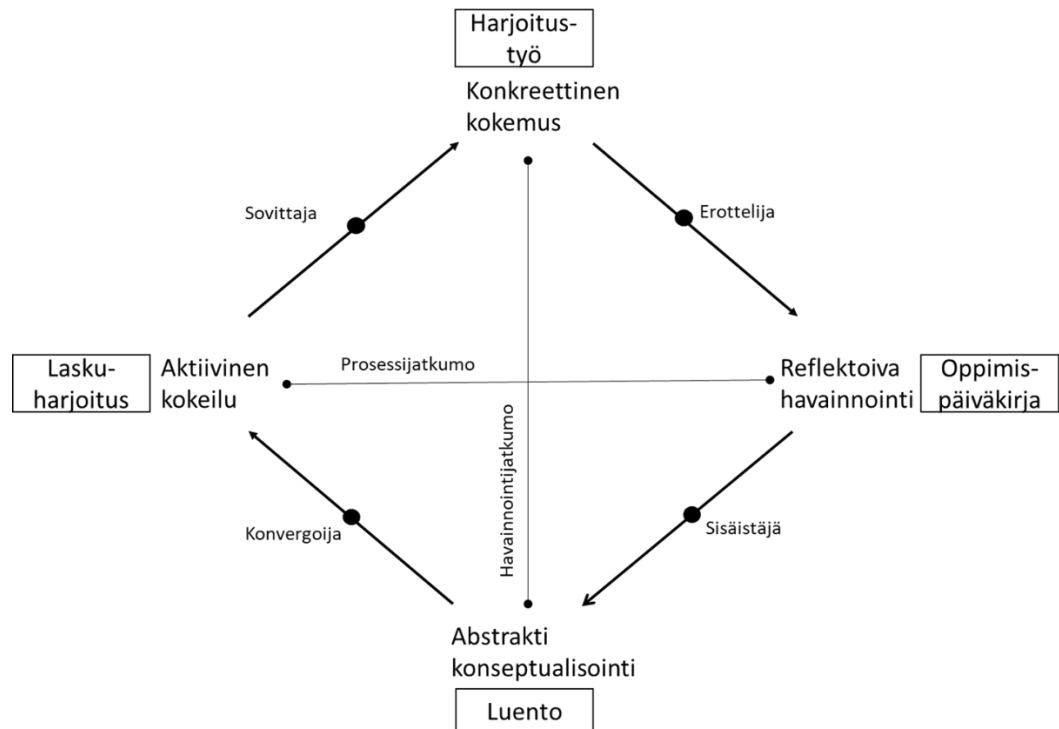 Harjoitus-
työ
Konkreettinen
kokemus
Sovittaja
Erottelija
Lasku-
harjoitus
Aktiivinen
kokeilu
Prosessijatkumo
Havainnointijatkumo
Reflektoiva
havainnointi
Oppimis-
päiväkirja
Konvergoija
Sisäistäjä
Abstrakti
konseptualisointi
Luento